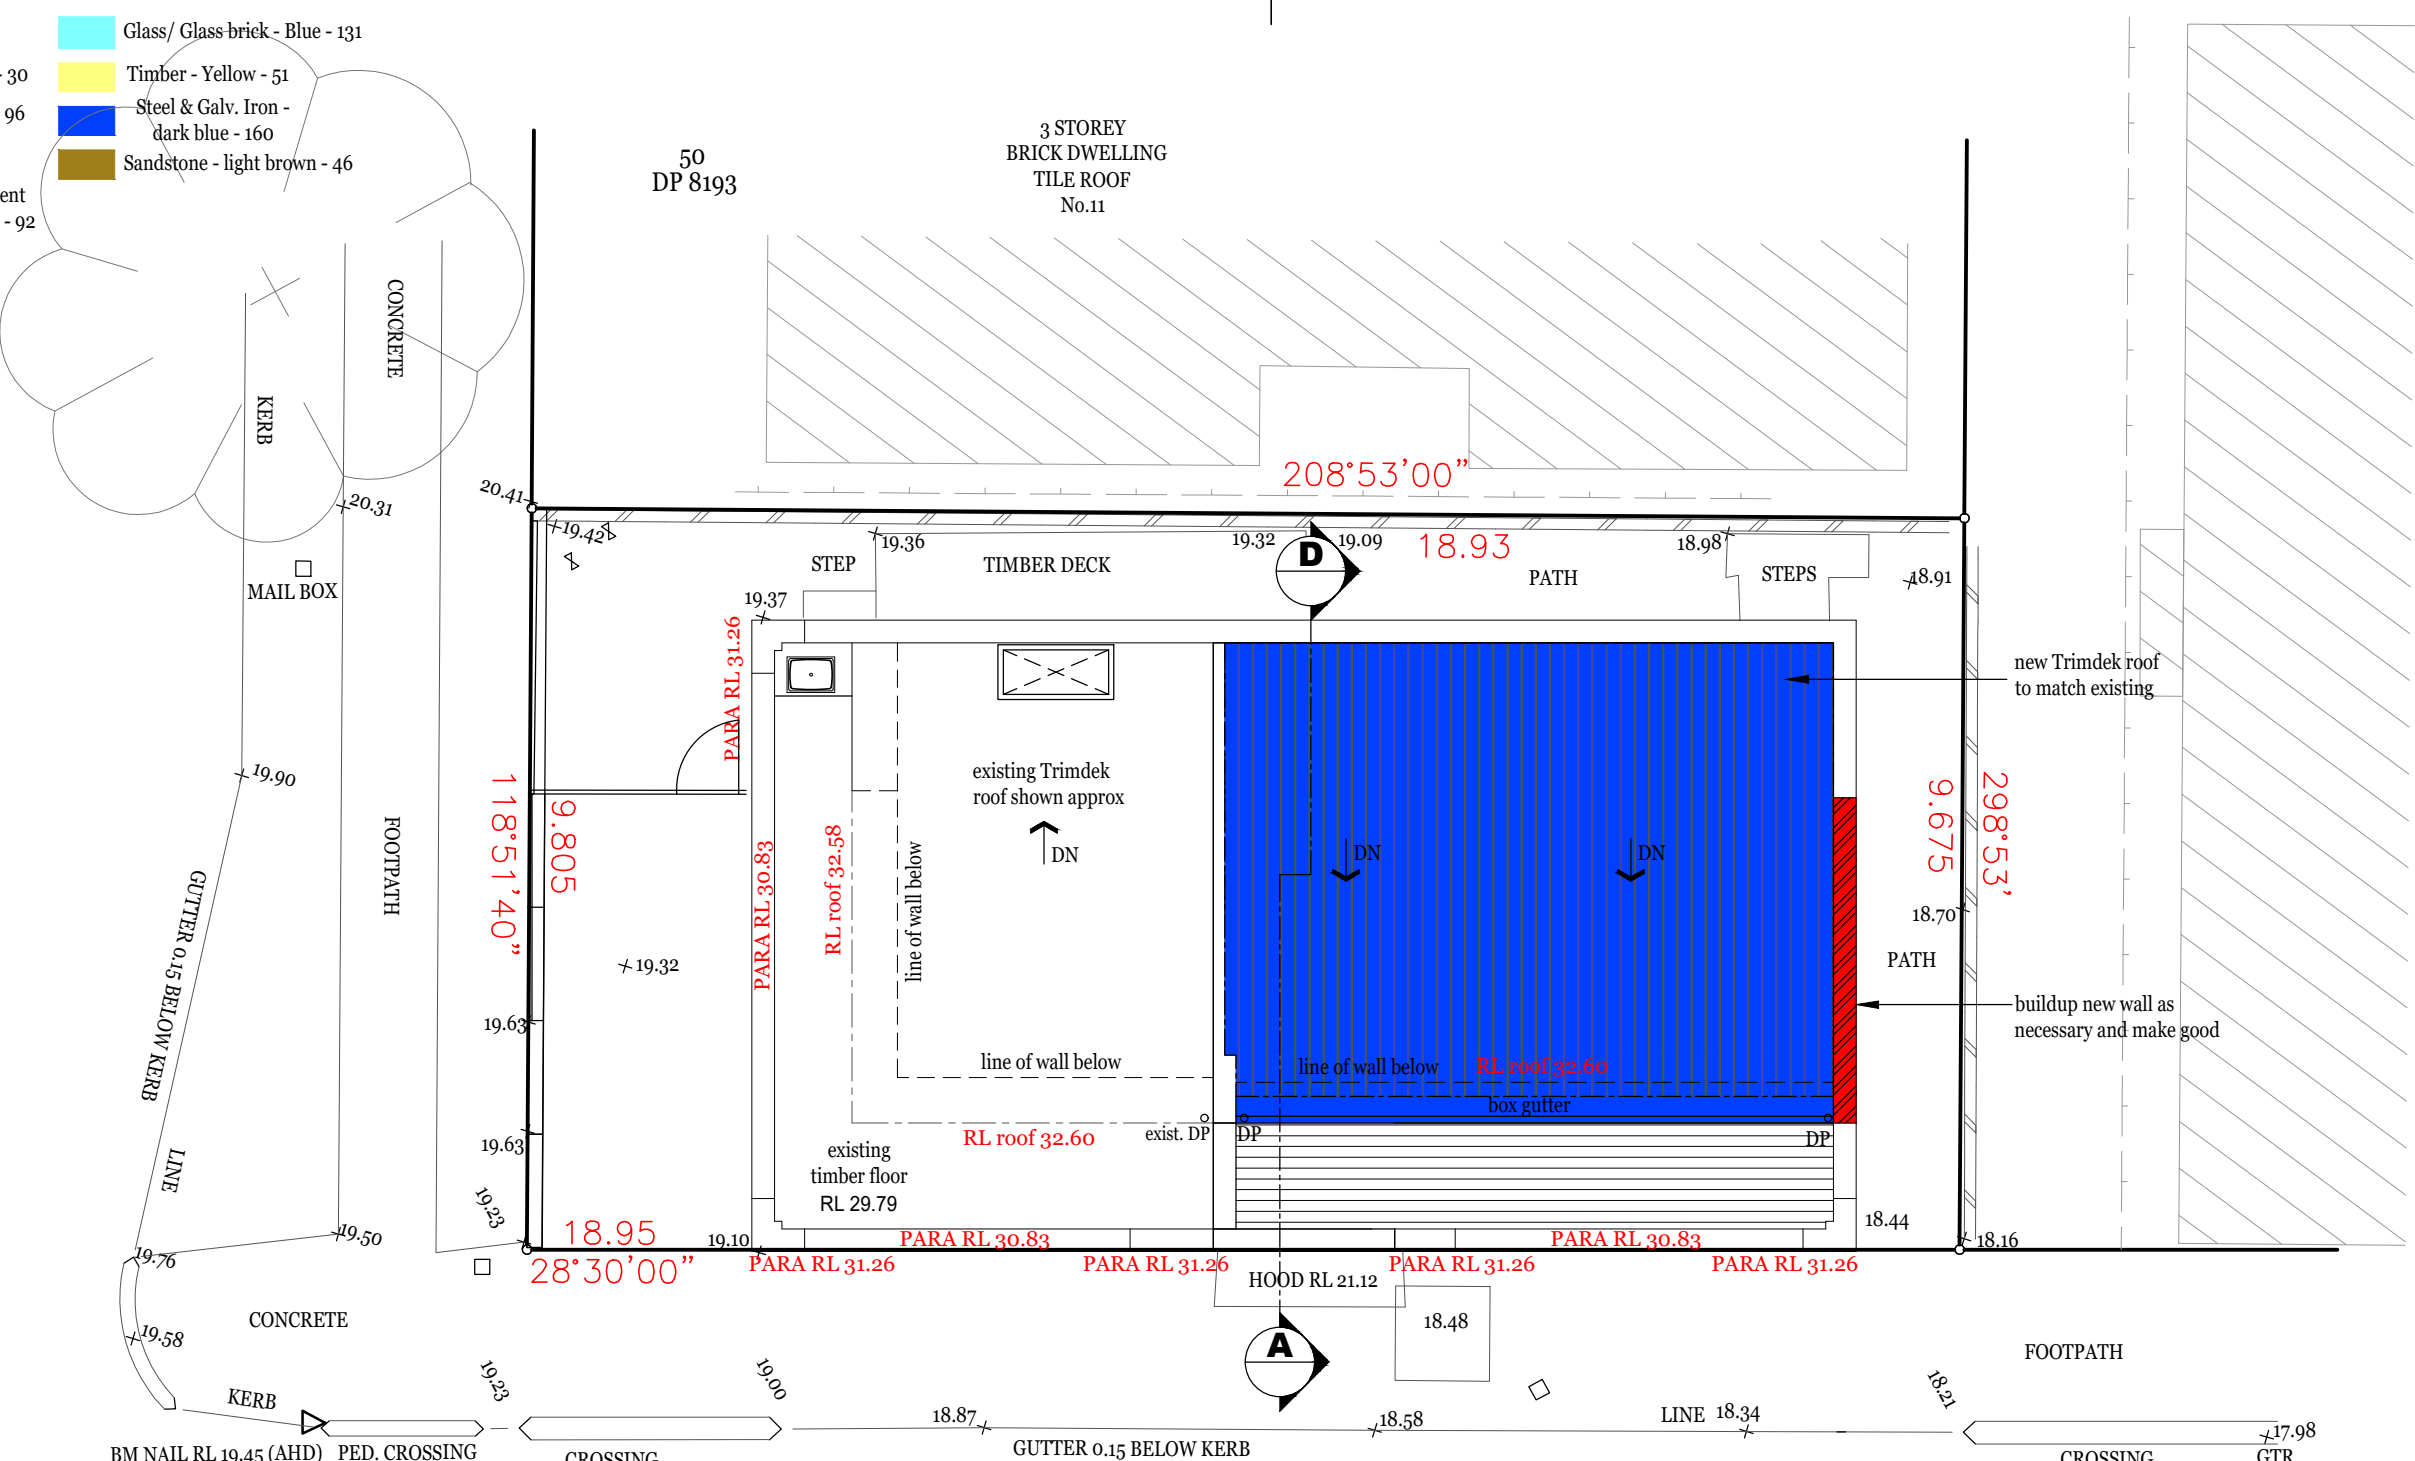 Glass/ Glass brick - Blue - 131
- 30
Timber - Yellow - 51
96
Steel & Galv. Iron -
dark blue - 160
Sandstone - light brown - 46
ent
- 92
50
DP 8193
3 STOREY
BRICK DWELLING
TILE ROOF
No.11
CONCRETE
KERB
208°53'00"
20.41
20.31
19.42
19.36
19.32
19.09
18.93
18.98
18.91
MAIL BOX
STEP
TIMBER DECK
D
PATH
STEPS
19.37
PARA RL 31.26
new Trimdek roof
to match existing
19.90
existing Trimdek
roof shown approx
DN
DN
DN
118°51'40"
9.805
FOOTPATH
GUTTER 0.15 BELOW KERB
LINE
PARA RL 30.83
RL roof 32.58
line of wall below
9.675
298°53'
18.70
PATH
19.32
buildup new wall as
necessary and make good
19.63
line of wall below
line of wall below
RL roof 32.60
box gutter
19.63
RL roof 32.60
exist. DP
DP
DP
existing
timber floor
RL 29.79
19.23
18.95
28°30'00"
19.10
PARA RL 30.83
PARA RL 30.83
18.44
18.16
19.50
19.76
PARA RL 31.26
PARA RL 31.26
PARA RL 31.26
PARA RL 31.26
HOOD RL 21.12
CONCRETE
18.48
19.58
A
FOOTPATH
KERB
19.23
19.00
18.21
18.87
18.58
LINE
18.34
17.98
BM NAIL RL 19.45 (AHD)
PED. CROSSING
CROSSING
GUTTER 0.15 BELOW KERB
CROSSING
GTR